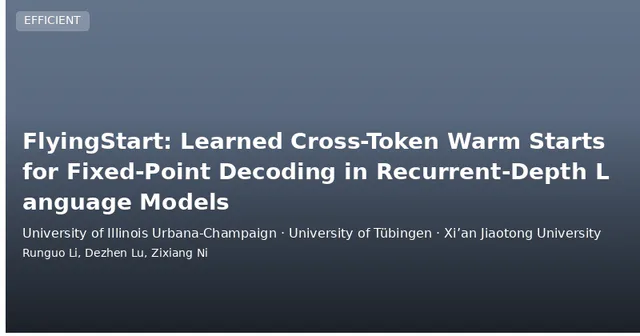 EFFICIENT
FlyingStart: Learned Cross-Token Warm Starts
for Fixed-Point Decoding in Recurrent-Depth L
anguage Models
University of Illinois Urbana-Champaign · University of Tübingen · Xi’an Jiaotong University
Runguo Li, Dezhen Lu, Zixiang Ni